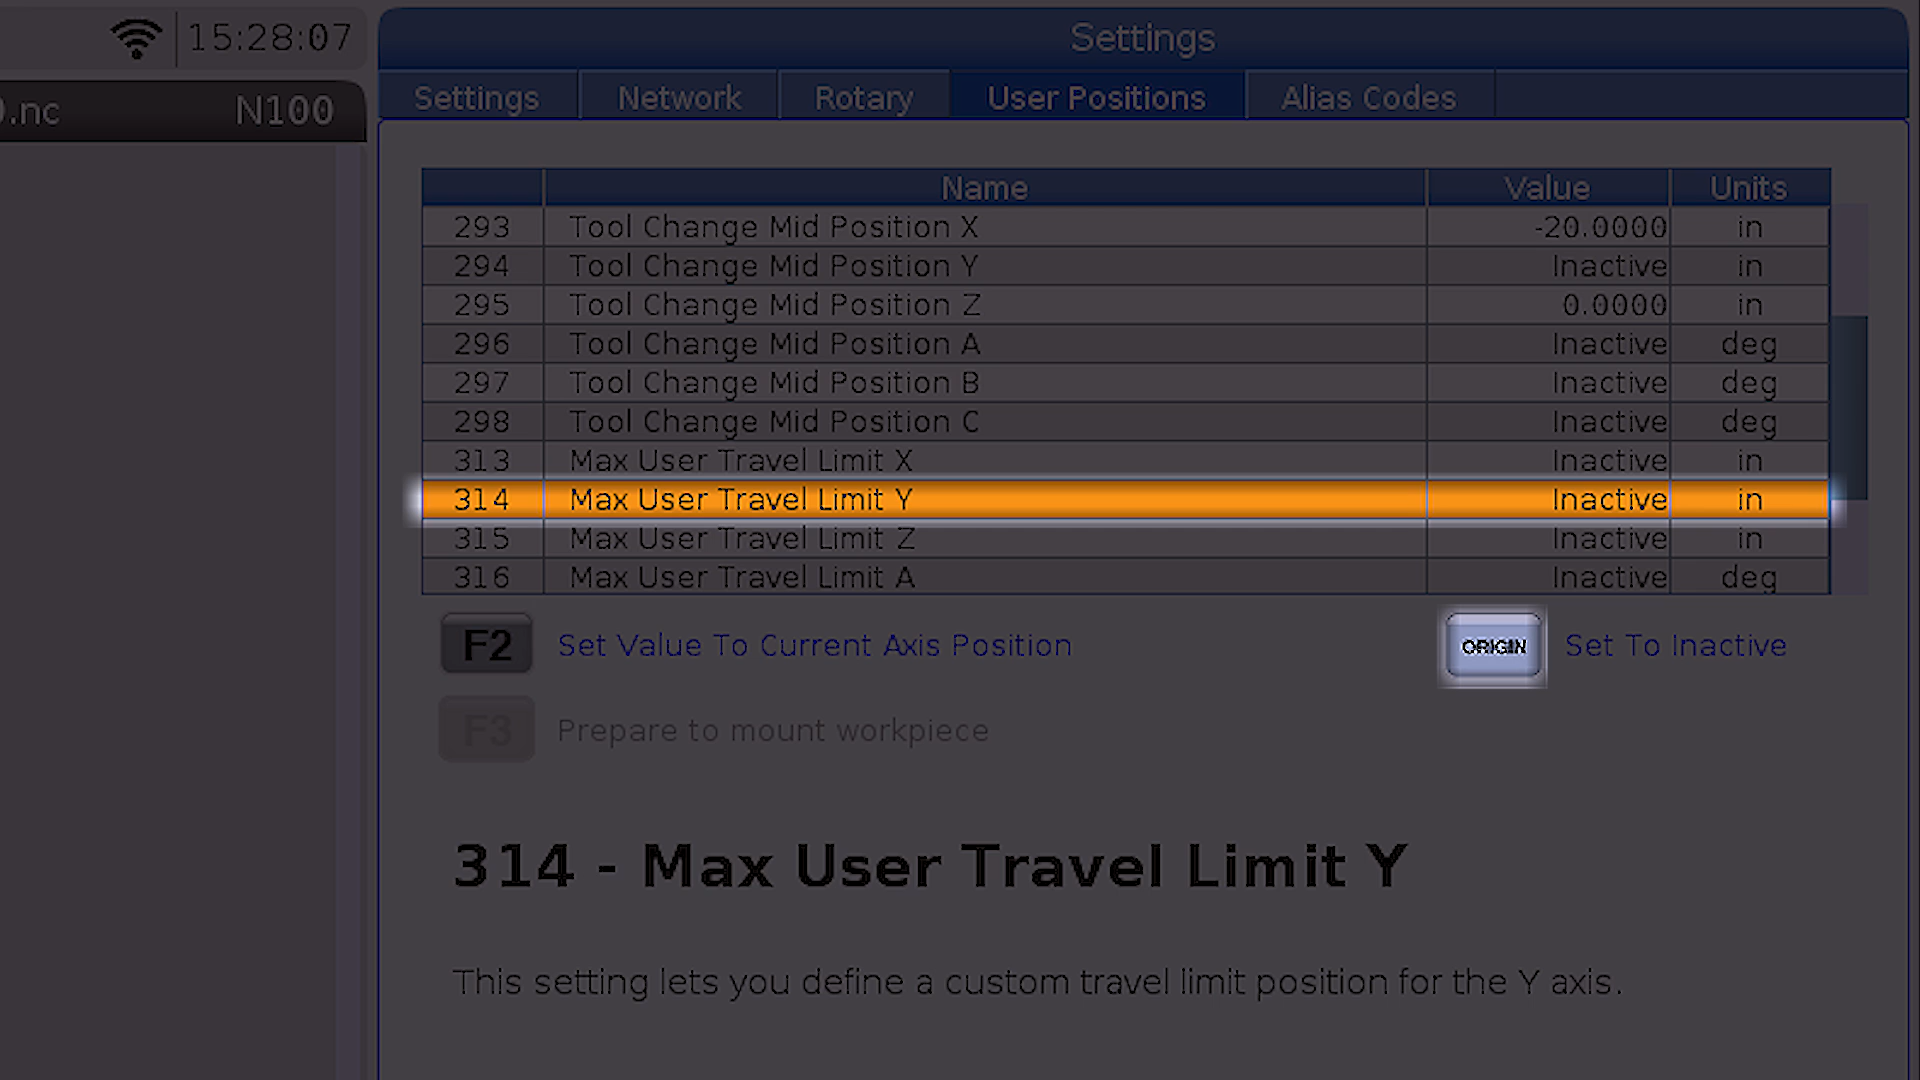 15:28:07
Settings
Settings Network Rotary User Positions Alias Codes
.nc N100
Name Value Units
293 Tool Change Mid Position X -20.0000 in
294 Tool Change Mid Position Y Inactive in
295 Tool Change Mid Position Z 0.0000 in
296 Tool Change Mid Position A Inactive deg
297 Tool Change Mid Position B Inactive deg
298 Tool Change Mid Position C Inactive deg
313 Max User Travel Limit X Inactive in
314 Max User Travel Limit Y Inactive in
315 Max User Travel Limit Z Inactive in
316 Max User Travel Limit A Inactive deg
F2 Set Value To Current Axis Position ORIGIN Set To Inactive
F3 Prepare to mount workpiece
314 - Max User Travel Limit Y
This setting lets you define a custom travel limit position for the Y axis.